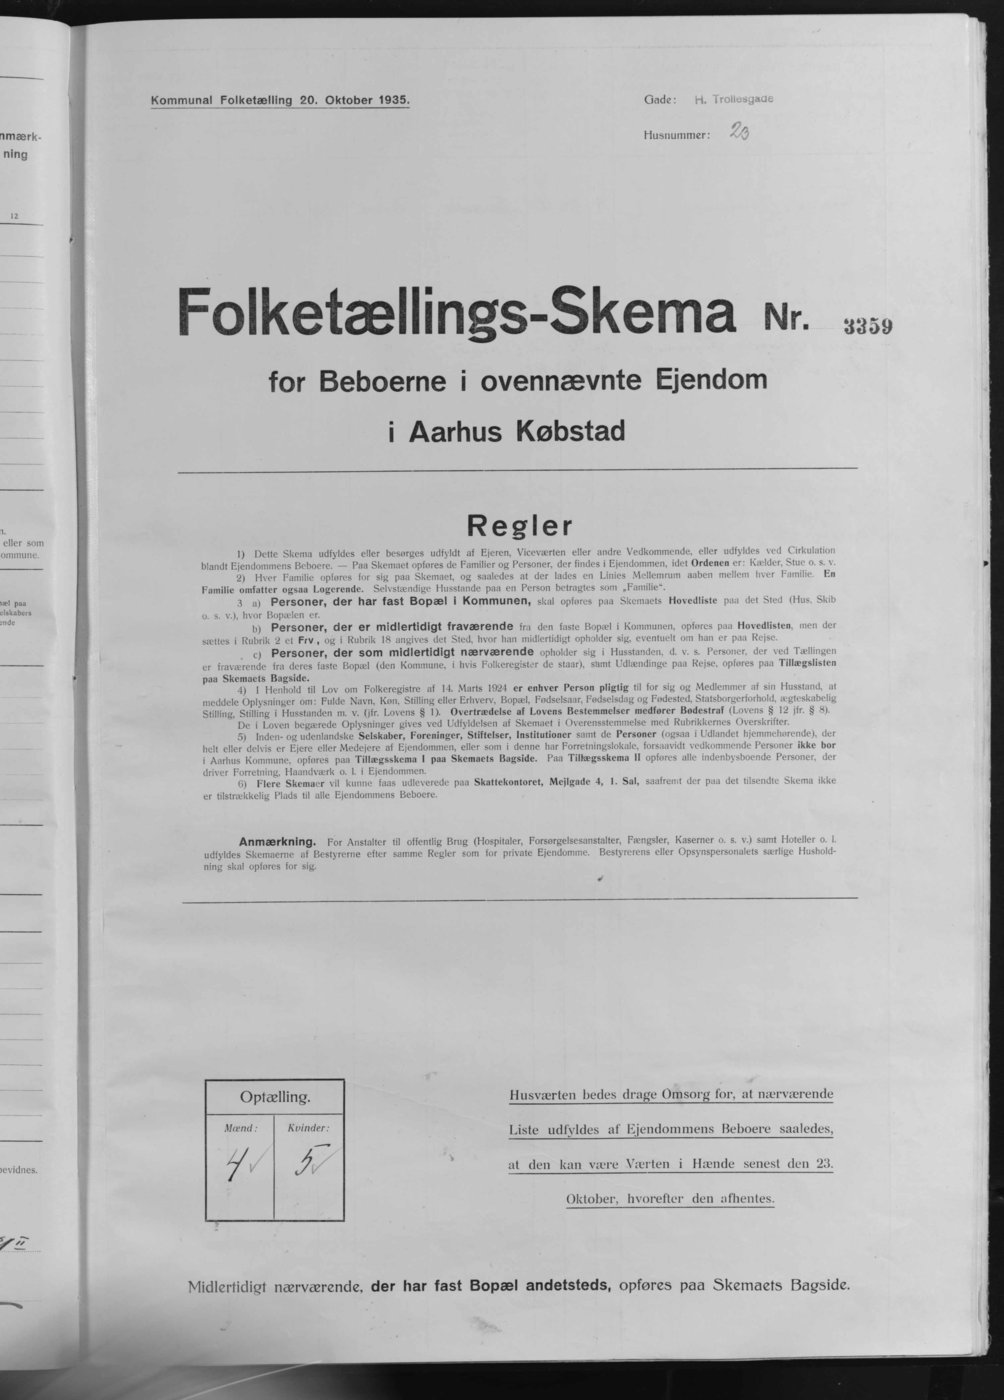 nmærk-
ning
12
eller som
ommune.
æl paa
elskabers
ende
bevidnes.
Kommunal Folketælling 20. Oktober 1935.
Gade: H. Trollesgade
Husnummer: 23
Folketællings-Skema Nr. 3359
for Beboerne i ovennævnte Ejendom
i Aarhus Købstad
Regler
1) Dette Skema udfyldes eller besørges udfyldt af Ejeren, Viceværten eller andre Vedkommende, eller udfyldes ved Cirkulation
blandt Ejendommens Beboere. — Paa Skemaet opføres de Familier og Personer, der findes i Ejendommen, idet Ordenen er: Kælder, Stue o. s. v.
2) Hver Familie opføres for sig paa Skemaet, og saaledes at der lades en Linies Mellemrum aaben mellem hver Familie. En
Familie omfatter ogsaa Logerende. Selvstændige Husstande paa en Person betragtes som „Familie".
3 a) Personer, der har fast Bopæl i Kommunen, skal opføres paa Skemaets Hovedliste paa det Sted (Hus, Skib
o. s. v.), hvor Bopælen er.
b) Personer, der er midlertidigt fraværende fra den faste Bopæl i Kommunen, opføres paa Hovedlisten, men der
sættes i Rubrik 2 et Frv., og i Rubrik 18 angives det Sted, hvor han midlertidigt opholder sig, eventuelt om han er paa Rejse.
c) Personer, der som midlertidigt nærværende opholder sig i Husstanden, d. v. s. Personer, der ved Tællingen
er fraværende fra deres faste Bopæl (den Kommune, i hvis Folkeregister de staar), samt Udlændinge paa Rejse, opføres paa Tillægslisten
paa Skemaets Bagside.
4) I Henhold til Lov om Folkeregistre af 14. Marts 1924 er enhver Person pligtig til for sig og Medlemmer af sin Husstand, at
meddele Oplysninger om: Fulde Navn, Køn, Stilling eller Erhverv, Bopæl, Fødselsaar, Fødselsdag og Fødested, Statsborgerforhold, ægteskabelig
Stilling, Stilling i Husstanden m. v. (jfr. Lovens § 1). Overtrædelse af Lovens Bestemmelser medfører Bødestraf (Lovens § 12 jfr. § 8).
De i Loven begærede Oplysninger gives ved Udfyldelsen af Skemaet i Overensstemmelse med Rubrikkernes Overskrifter.
5) Inden- og udenlandske Selskaber, Foreninger, Stiftelser, Institutioner samt de Personer (ogsaa i Udlandet hjemmehørende), der
helt eller delvis er Ejere eller Medejere af Ejendommen, eller som i denne har Forretningslokale, forsaavidt vedkommende Personer ikke bor
i Aarhus Kommune, opføres paa Tillægsskema I paa Skemaets Bagside. Paa Tillægsskema II opføres alle indenbysboende Personer, der
driver Forretning, Haandværk o. l. i Ejendommen.
6) Flere Skemaer vil kunne faas udleverede paa Skattekontoret, Mejlgade 4, 1. Sal, saafremt der paa det tilsendte Skema ikke
er tilstrækkelig Plads til alle Ejendommens Beboere.
Anmærkning. For Anstalter til offentlig Brug (Hospitaler, Forsørgelsesanstalter, Fængsler, Kaserner o. s. v.) samt Hoteller o. l.
udfyldes Skemaerne af Bestyrerne efter samme Regler som for private Ejendomme. Bestyrerens eller Opsynspersonalets særlige Hushold-
ning skal opføres for sig.
Optælling.
Mænd: Kvinder:
4 ✓ 5 ✓
Husværten bedes drage Omsorg for, at nærværende
Liste udfyldes af Ejendommens Beboere saaledes,
at den kan være Værten i Hænde senest den 23.
Oktober, hvorefter den afhentes.
Midlertidigt nærværende, der har fast Bopæl andetsteds, opføres paa Skemaets Bagside.